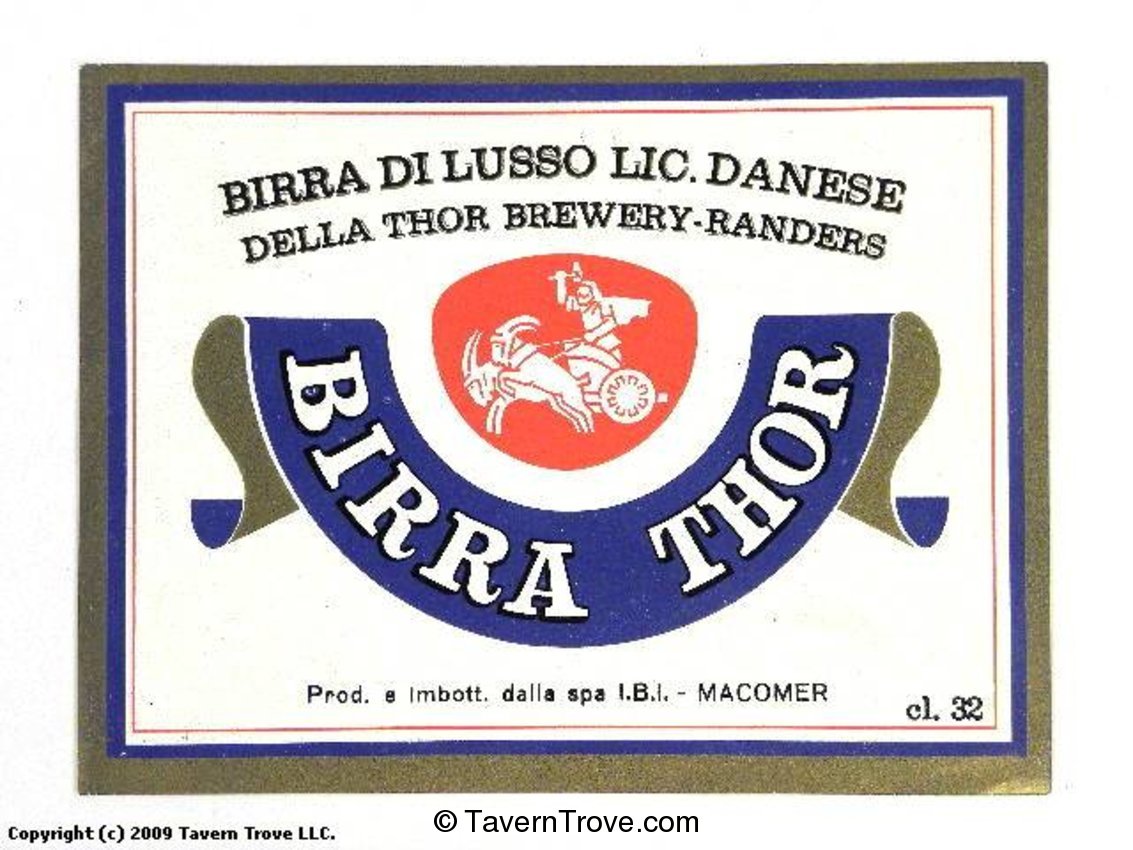 BIRRA DI LUSSO LIC. DANESE
DELLA THOR BREWERY-RANDERS
BIRRA THOR
Prod. e imbott. dalla spa I.B.I. - MACOMER
cl. 32
© TavernTrove.com
Copyright (c) 2009 Tavern Trove LLC.